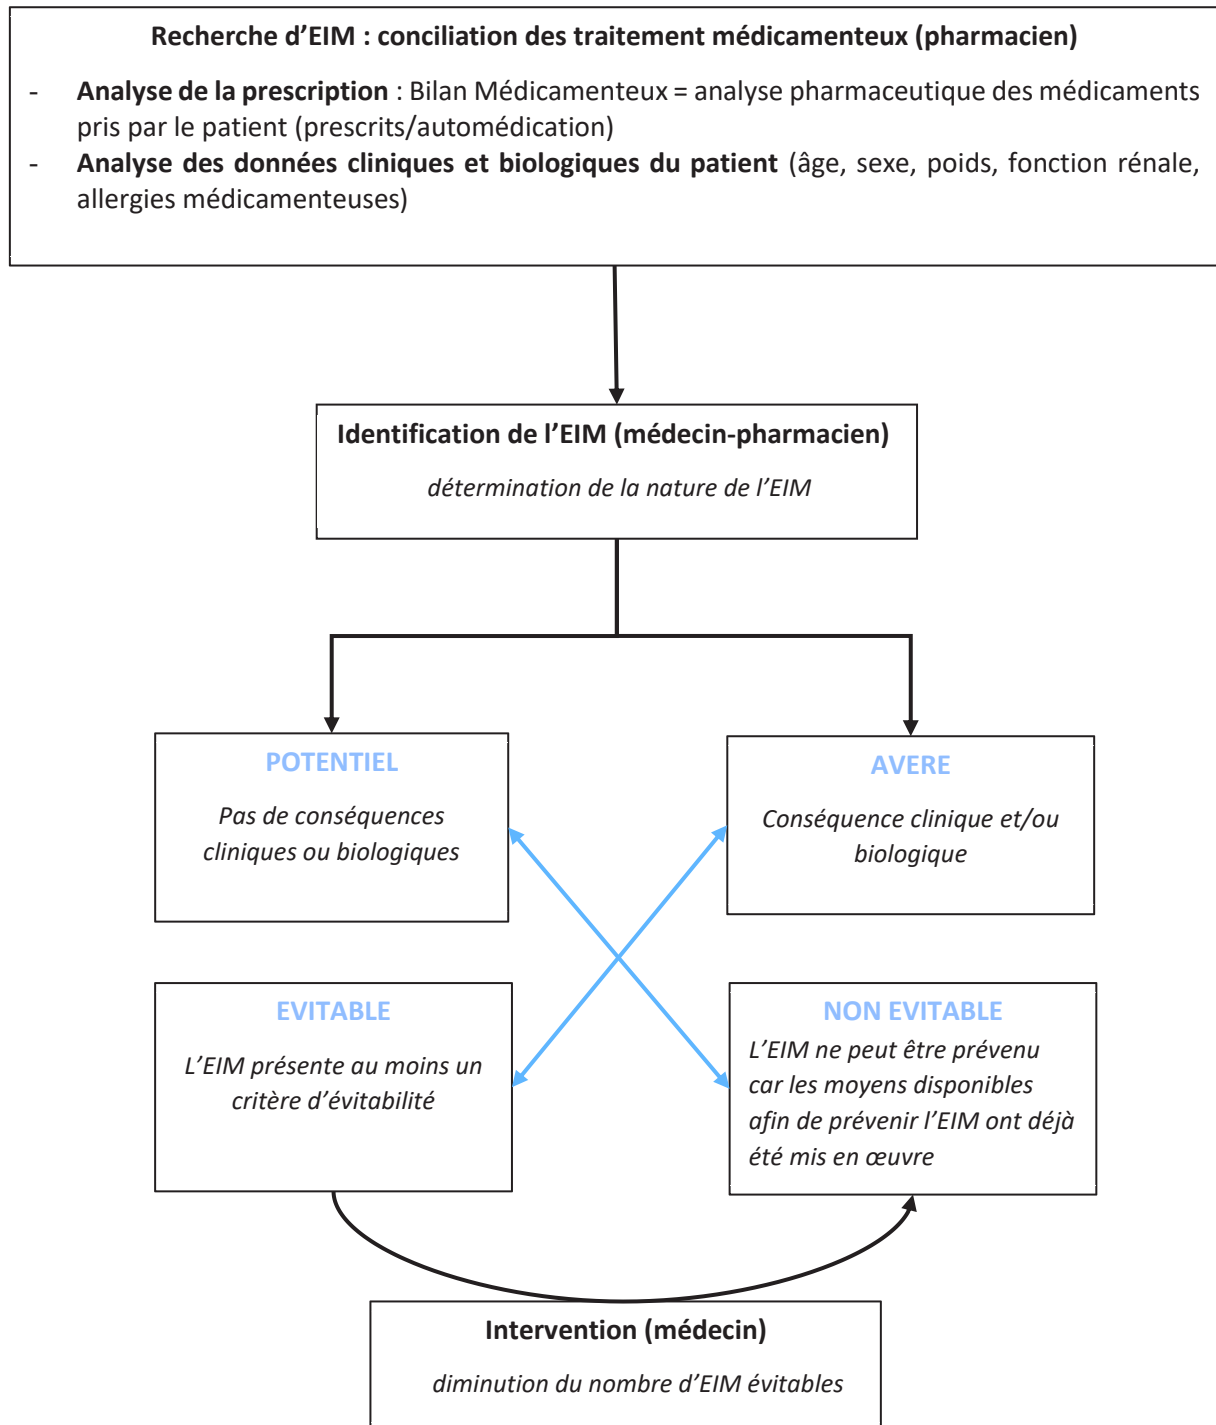 Recherche d’EIM : conciliation des traitement médicamenteux (pharmacien)
- Analyse de la prescription : Bilan Médicamenteux = analyse pharmaceutique des médicaments
pris par le patient (prescrits/automédication)
- Analyse des données cliniques et biologiques du patient (âge, sexe, poids, fonction rénale,
allergies médicamenteuses)
Identification de l’EIM (médecin-pharmacien)
détermination de la nature de l’EIM
POTENTIEL
Pas de conséquences
cliniques ou biologiques
AVERE
Conséquence clinique et/ou
biologique
EVITABLE
L’EIM présente au moins un
critère d’évitabilité
NON EVITABLE
L’EIM ne peut être prévenu
car les moyens disponibles
afin de prévenir l’EIM ont déjà
été mis en œuvre
Intervention (médecin)
diminution du nombre d’EIM évitables